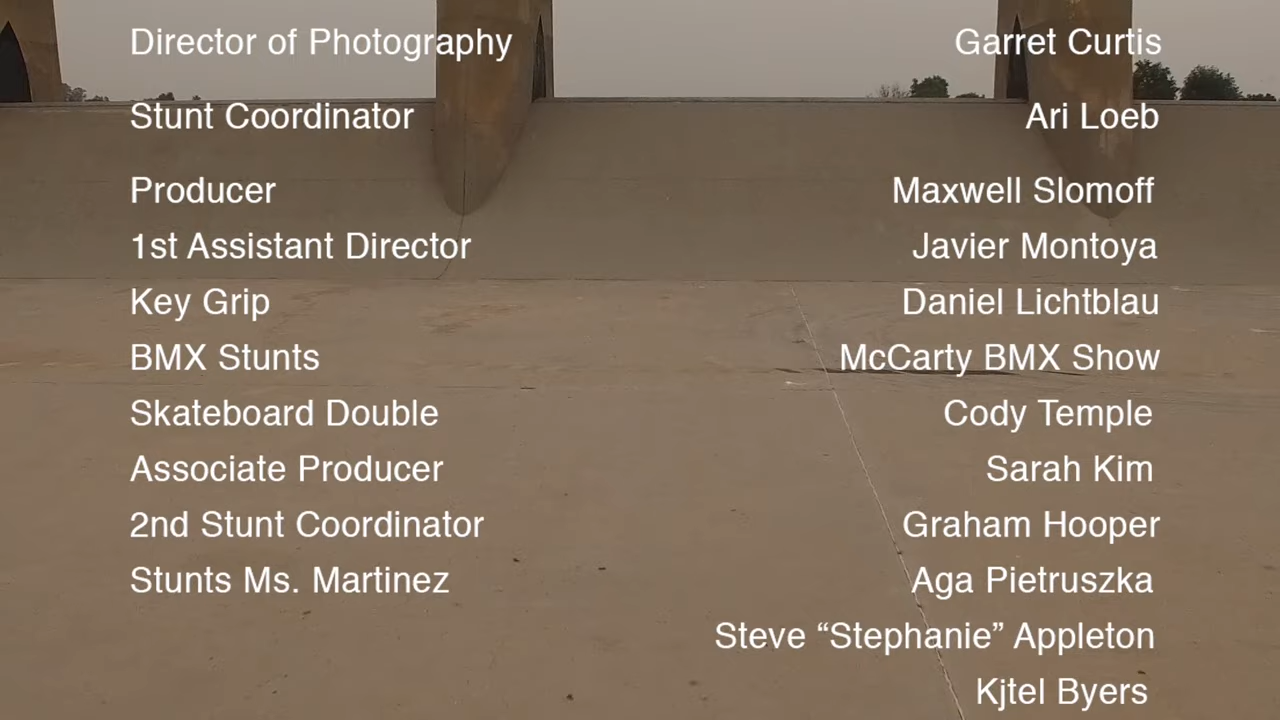 Director of Photography Garret Curtis
Stunt Coordinator Ari Loeb
Producer Maxwell Slomoff
1st Assistant Director Javier Montoya
Key Grip Daniel Lichtblau
BMX Stunts McCarty BMX Show
Skateboard Double Cody Temple
Associate Producer Sarah Kim
2nd Stunt Coordinator Graham Hooper
Stunts Ms. Martinez Aga Pietruszka
Steve “Stephanie” Appleton
Kjtel Byers